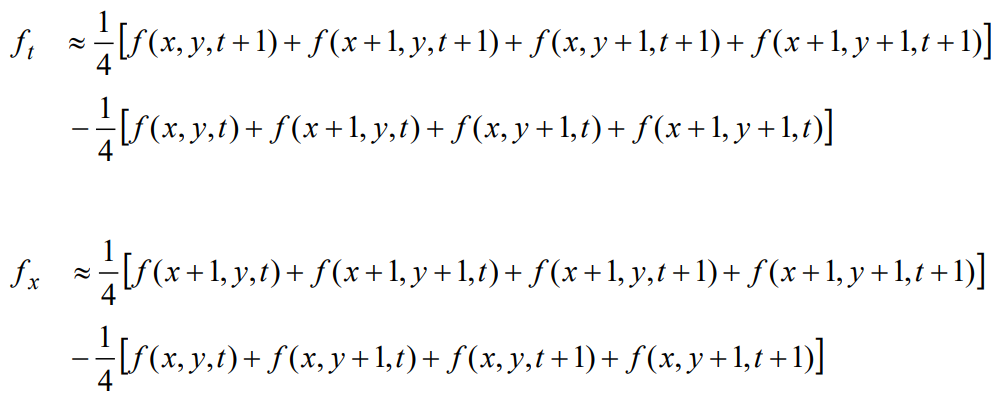 f_t ≈ 1/4 [f(x, y, t + 1) + f(x + 1, y, t + 1) + f(x, y + 1, t + 1) + f(x + 1, y + 1, t + 1)]
− 1/4 [f(x, y, t) + f(x + 1, y, t) + f(x, y + 1, t) + f(x + 1, y + 1, t)]
f_x ≈ 1/4 [f(x + 1, y, t) + f(x + 1, y + 1, t) + f(x + 1, y, t + 1) + f(x + 1, y + 1, t + 1)]
− 1/4 [f(x, y, t) + f(x, y + 1, t) + f(x, y, t + 1) + f(x, y + 1, t + 1)]